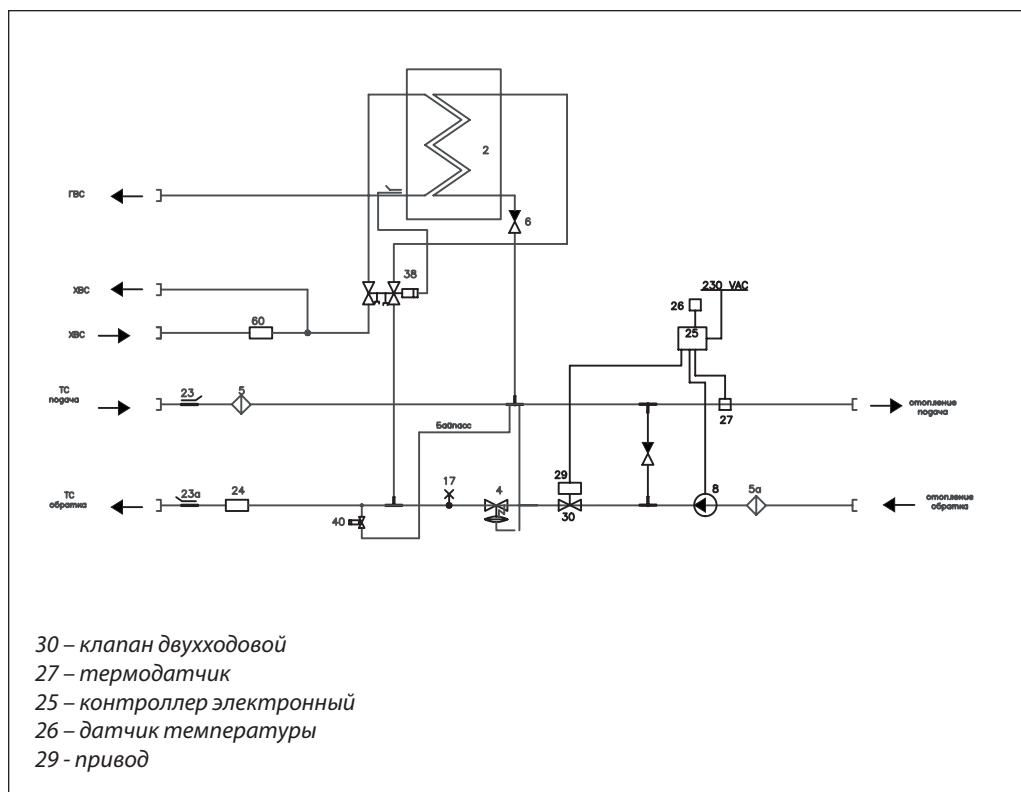 2
ГВС
6
38
ХВС
230 VAC
26
60
25
ХВС
ТС
подача
23
5
отопление
подача
Байпасс
27
29
17
4
8
5а
ТС
обратка
23а
24
отопление
обратка
40
30
30 – клапан двухходовой
27 – термодатчик
25 – контроллер электронный
26 – датчик температуры
29 - привод